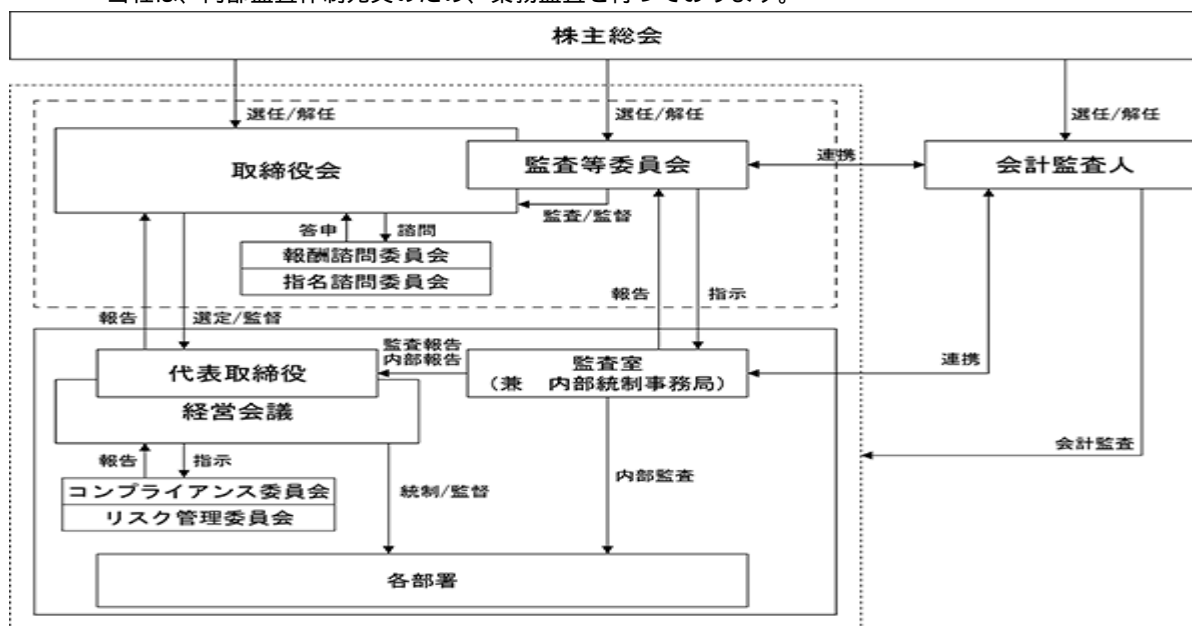 株主総会
選任/解任
選任/解任
選任/解任
取締役会
監査等委員会
連携
会計監査人
監査/監督
答申
諮問
報酬諮問委員会
指名諮問委員会
報告
指示
報告
選定/監督
監査報告
内部報告
代表取締役
監査室
(兼 内部統制事務局)
連携
経営会議
報告
指示
会計監査
コンプライアンス委員会
リスク管理委員会
統制/監督
内部監査
各部署